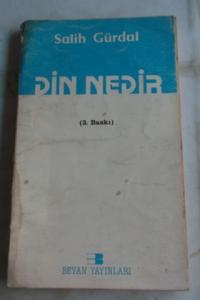 Salih Gürdal
DİN NEDİR
(3. Baskı)
BEYAN YAYINLARI